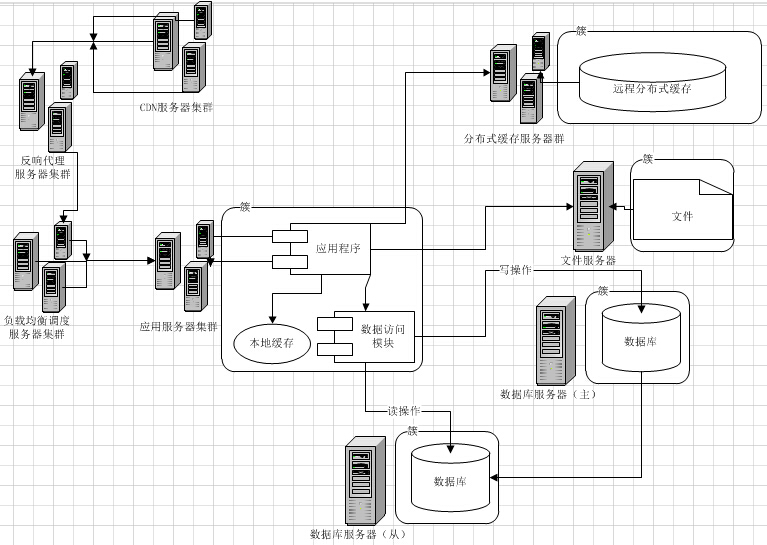 簇
远程分布式缓存
CDN服务器集群
分布式缓存服务器群
反响代理
服务器集群
簇
文件
簇
应用程序
文件服务器
写操作
簇
数据库
负载均衡调度
服务器集群
应用服务器集群
本地缓存
数据访问
模块
数据库服务器（主）
读操作
簇
数据库
数据库服务器（从）